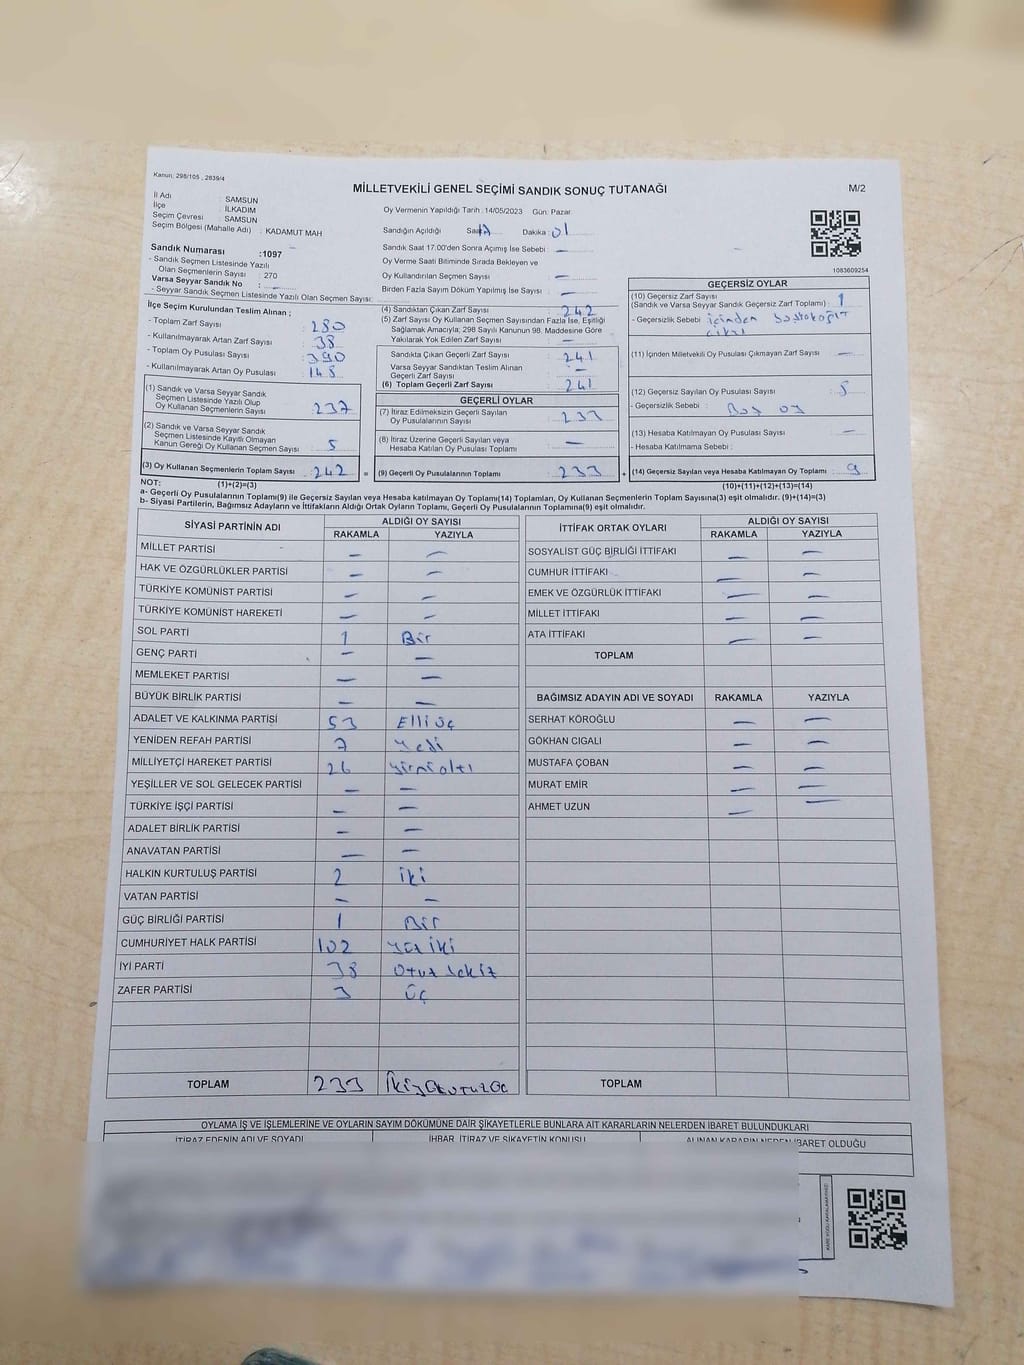 Kanun: 298/105 , 2839/4
MİLLETVEKİLİ GENEL SEÇİMİ SANDIK SONUÇ TUTANAĞI
M/2
İl Adı : SAMSUN
İlçe : İLKADIM
Seçim Çevresi : SAMSUN
Seçim Bölgesi (Mahalle Adı) : KADAMUT MAH
Sandık Numarası :1097
- Sandık Seçmen Listesinde Yazılı
Olan Seçmenlerin Sayısı : 270
Varsa Seyyar Sandık No :
- Seyyar Sandık Seçmen Listesinde Yazılı Olan Seçmen Sayısı:
Oy Vermenin Yapıldığı Tarih : 14/05/2023 Gün: Pazar
Sandığın Açıldığı Saat 17 Dakika : 01
Sandık Saat 17.00'den Sonra Açımış İse Sebebi : —
Oy Verme Saati Bitiminde Sırada Bekleyen ve
Oy Kullandırılan Seçmen Sayısı : —
Birden Fazla Sayım Döküm Yapılmış İse Sayısı : —
1083609254
İlçe Seçim Kurulundan Teslim Alınan ;
- Toplam Zarf Sayısı : 280
- Kullanılmayarak Artan Zarf Sayısı : 38
- Toplam Oy Pusulası Sayısı : 390
- Kullanılmayarak Artan Oy Pusulası : 148
(1) Sandık ve Varsa Seyyar Sandık
Seçmen Listesinde Yazılı Olup
Oy Kullanan Seçmenlerin Sayısı : 237
(2) Sandık ve Varsa Seyyar Sandık
Seçmen Listesinde Kayıtlı Olmayan
Kanun Gereği Oy Kullanan Seçmen Sayısı : 5
(3) Oy Kullanan Seçmenlerin Toplam Sayısı : 242 =
(1)+(2)=(3)
(4) Sandıktan Çıkan Zarf Sayısı : 242
(5) Zarf Sayısı Oy Kullanan Seçmen Sayısından Fazla İse, Eşitliği
Sağlamak Amacıyla; 298 Sayılı Kanunun 98. Maddesine Göre
Yakılarak Yok Edilen Zarf Sayısı : —
Sandıkta Çıkan Geçerli Zarf Sayısı : 241
Varsa Seyyar Sandıktan Teslim Alınan
Geçerli Zarf Sayısı : —
(6) Toplam Geçerli Zarf Sayısı : 241
GEÇERLİ OYLAR
(7) İtiraz Edilmeksizin Geçerli Sayılan
Oy Pusulalarının Sayısı : 233
(8) İtiraz Üzerine Geçerli Sayılan veya
Hesaba Katılan Oy Pusulaları Toplamı : —
(9) Geçerli Oy Pusulalarının Toplamı : 233 +
GEÇERSİZ OYLAR
(10) Geçersiz Zarf Sayısı
(Sandık ve Varsa Seyyar Sandık Geçersiz Zarf Toplamı) : 1
- Geçersizlik Sebebi : içinden
çıktı
(11) İçinden Milletvekili Oy Pusulası Çıkmayan Zarf Sayısı : —
(12) Geçersiz Sayılan Oy Pusulası Sayısı : 8
- Geçersizlik Sebebi : Boş oy
(13) Hesaba Katılmayan Oy Pusulası Sayısı : —
- Hesaba Katılmama Sebebi :
(14) Geçersiz Sayılan veya Hesaba Katılmayan Oy Toplamı : 9
(10)+(11)+(12)+(13)=(14)
NOT:
a- Geçerli Oy Pusulalarının Toplamı(9) ile Geçersiz Sayılan veya Hesaba katılmayan Oy Toplamı(14) Toplamları, Oy Kullanan Seçmenlerin Toplam Sayısına(3) eşit olmalıdır. (9)+(14)=(3)
b- Siyasi Partilerin, Bağımsız Adayların ve İttifakların Aldığı Ortak Oyların Toplamı, Geçerli Oy Pusulalarının Toplamına(9) eşit olmalıdır.
SİYASİ PARTİNİN ADI ALDIĞI OY SAYISI
RAKAMLA YAZIYLA
MİLLET PARTİSİ — —
HAK VE ÖZGÜRLÜKLER PARTİSİ — —
TÜRKİYE KOMÜNİST PARTİSİ — —
TÜRKİYE KOMÜNİST HAREKETİ — —
SOL PARTİ 1 Bir
GENÇ PARTİ — —
MEMLEKET PARTİSİ — —
BÜYÜK BİRLİK PARTİSİ — —
ADALET VE KALKINMA PARTİSİ 53 Elli üç
YENİDEN REFAH PARTİSİ 7 Yedi
MİLLİYETÇİ HAREKET PARTİSİ 26 yirmi altı
YEŞİLLER VE SOL GELECEK PARTİSİ — —
TÜRKİYE İŞÇİ PARTİSİ — —
ADALET BİRLİK PARTİSİ — —
ANAVATAN PARTİSİ — —
HALKIN KURTULUŞ PARTİSİ 2 iki
VATAN PARTİSİ — —
GÜÇ BİRLİĞİ PARTİSİ 1 Bir
CUMHURİYET HALK PARTİSİ 102 yüz iki
İYİ PARTİ 38 Otuz sekiz
ZAFER PARTİSİ 3 üç
TOPLAM 233 İkiyüzotuzüç
İTTİFAK ORTAK OYLARI ALDIĞI OY SAYISI
RAKAMLA YAZIYLA
SOSYALİST GÜÇ BİRLİĞİ İTTİFAKI — —
CUMHUR İTTİFAKI — —
EMEK VE ÖZGÜRLÜK İTTİFAKI — —
MİLLET İTTİFAKI — —
ATA İTTİFAKI — —
TOPLAM
BAĞIMSIZ ADAYIN ADI VE SOYADI RAKAMLA YAZIYLA
SERHAT KÖROĞLU — —
GÖKHAN CIGALI — —
MUSTAFA ÇOBAN — —
MURAT EMİR — —
AHMET UZUN — —
TOPLAM
OYLAMA İŞ VE İŞLEMLERİNE VE OYLARIN SAYIM DÖKÜMÜNE DAİR ŞİKAYETLERLE BUNLARA AİT KARARLARIN NELERDEN İBARET BULUNDUKLARI
İTİRAZ EDENİN ADI VE SOYADI İHBAR, İTİRAZ VE ŞİKAYETİN KONUSU ALINAN KARARIN NEDEN İBARET OLDUĞU